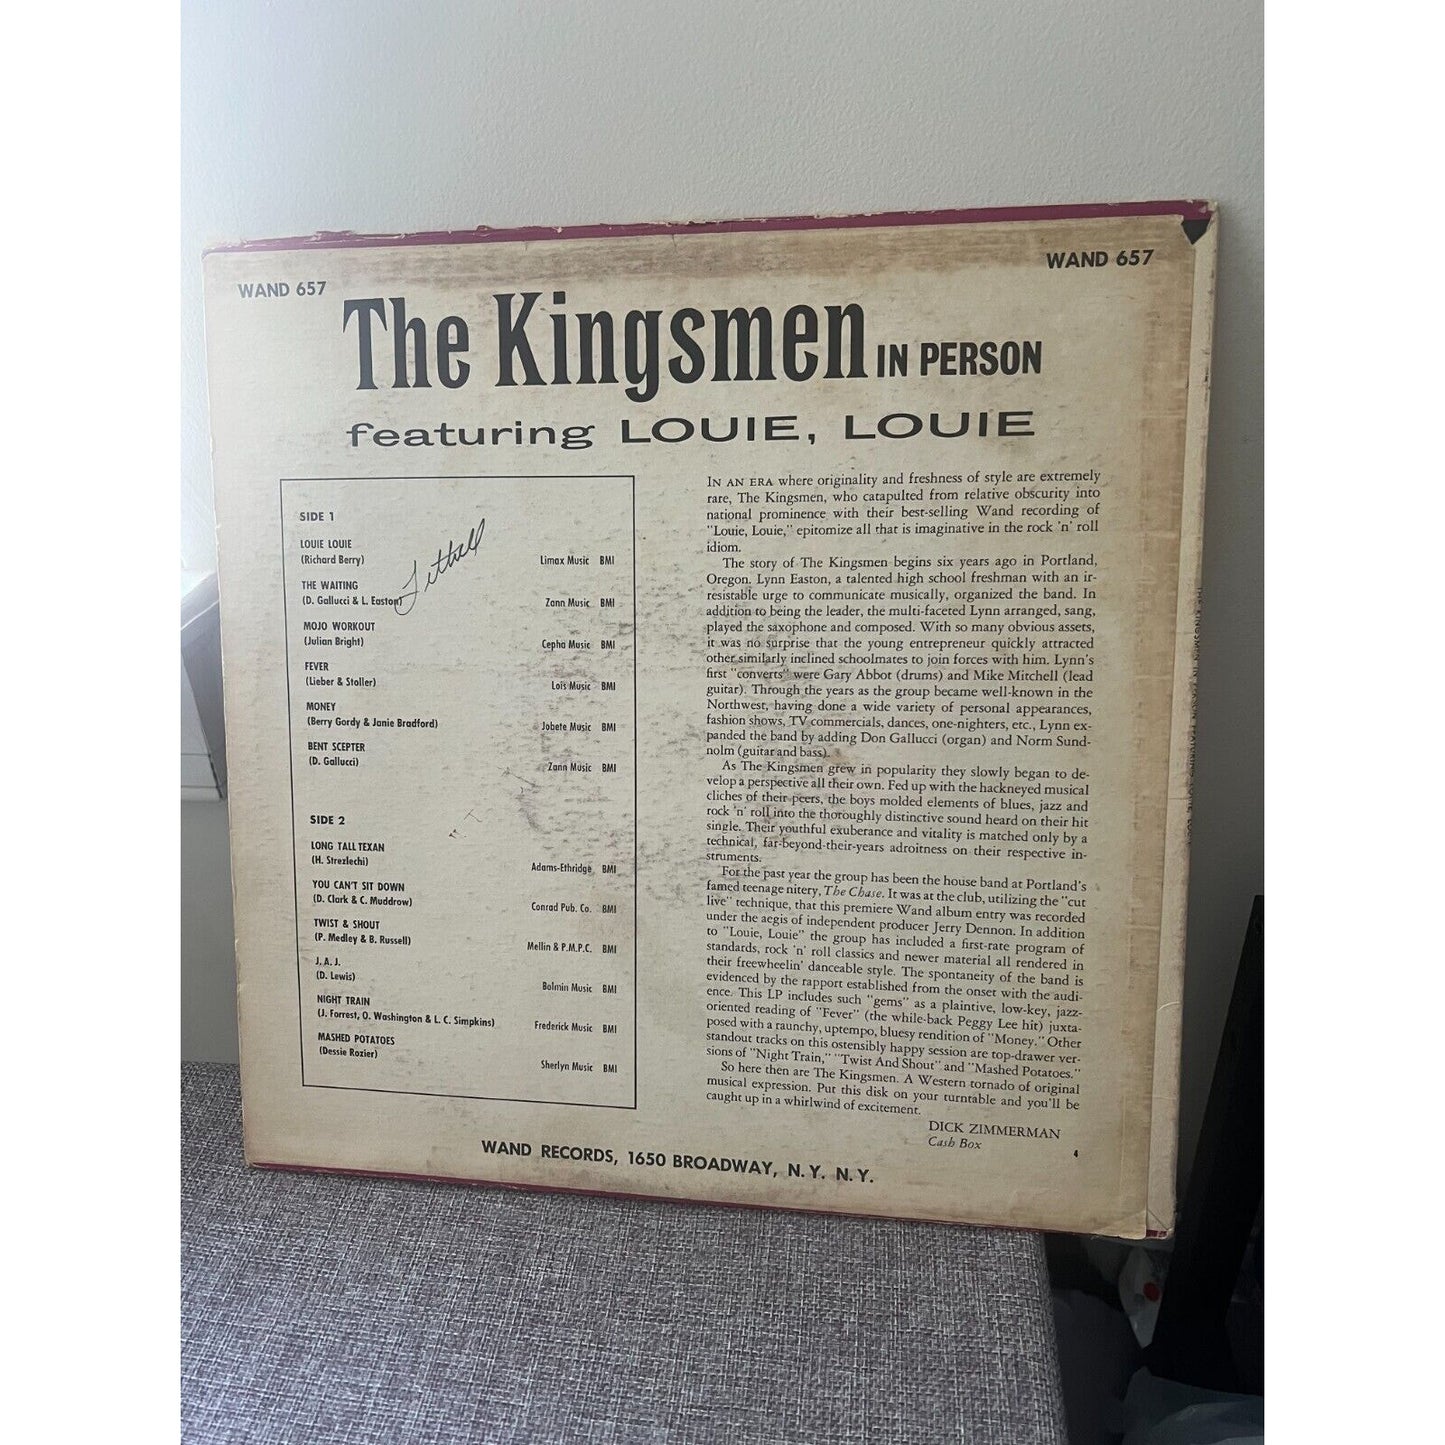 WAND 657
WAND 657
The Kingsmen IN PERSON
featuring LOUIE, LOUIE
SIDE 1
LOUIE LOUIE
(Richard Berry) Limax Music BMI
THE WAITING
(D. Gallucci & L. Easton) Zann Music BMI
MOJO WORKOUT
(Julian Bright) Cepha Music BMI
FEVER
(Lieber & Stoller) Lois Music BMI
MONEY
(Berry Gordy & Janie Bradford) Jobete Music BMI
BENT SCEPTER
(D. Gallucci) Zann Music BMI
SIDE 2
LONG TALL TEXAN
(H. Strezlechi) Adams-Ethridge BMI
YOU CAN'T SIT DOWN
(D. Clark & C. Muddrow) Conrad Pub. Co. BMI
TWIST & SHOUT
(P. Medley & B. Russell) Mellin & P.M.P.C. BMI
J. A. J.
(D. Lewis) Bolmin Music BMI
NIGHT TRAIN
(J. Forrest, O. Washington & L. C. Simpkins) Frederick Music BMI
MASHED POTATOES
(Dessie Rozier) Sherlyn Music BMI
IN AN ERA where originality and freshness of style are extremely
rare, The Kingsmen, who catapulted from relative obscurity into
national prominence with their best-selling Wand recording of
"Louie, Louie," epitomize all that is imaginative in the rock 'n' roll
idiom.
The story of The Kingsmen begins six years ago in Portland,
Oregon. Lynn Easton, a talented high school freshman with an ir-
resistable urge to communicate musically, organized the band. In
addition to being the leader, the multi-faceted Lynn arranged, sang,
played the saxophone and composed. With so many obvious assets,
it was no surprise that the young entrepreneur quickly attracted
other similarly inclined schoolmates to join forces with him. Lynn's
first "converts" were Gary Abbot (drums) and Mike Mitchell (lead
guitar). Through the years as the group became well-known in the
Northwest, having done a wide variety of personal appearances,
fashion shows, TV commercials, dances, one-nighters, etc., Lynn ex-
panded the band by adding Don Gallucci (organ) and Norm Sund-
nolm (guitar and bass).
As The Kingsmen grew in popularity they slowly began to de-
velop a perspective all their own. Fed up with the hackneyed musical
cliches of their peers, the boys molded elements of blues, jazz and
rock 'n' roll into the thoroughly distinctive sound heard on their hit
single. Their youthful exuberance and vitality is matched only by a
technical, far-beyond-their-years adroitness on their respective in-
struments.
For the past year the group has been the house band at Portland's
famed teenage nitery, The Chase. It was at the club, utilizing the "cut
live" technique, that this premiere Wand album entry was recorded
under the aegis of independent producer Jerry Dennon. In addition
to "Louie, Louie" the group has included a first-rate program of
standards, rock 'n' roll classics and newer material all rendered in
their freewheelin' danceable style. The spontaneity of the band is
evidenced by the rapport established from the onset with the audi-
ence. This LP includes such "gems" as a plaintive, low-key, jazz-
oriented reading of "Fever" (the while-back Peggy Lee hit) juxta-
posed with a raunchy, uptempo, bluesy rendition of "Money." Other
standout tracks on this ostensibly happy session are top-drawer ver-
sions of "Night Train," "Twist And Shout" and "Mashed Potatoes."
So here then are The Kingsmen. A Western tornado of original
musical expression. Put this disk on your turntable and you'll be
caught up in a whirlwind of excitement.
DICK ZIMMERMAN
Cash Box
4
WAND RECORDS, 1650 BROADWAY, N. Y. N. Y.